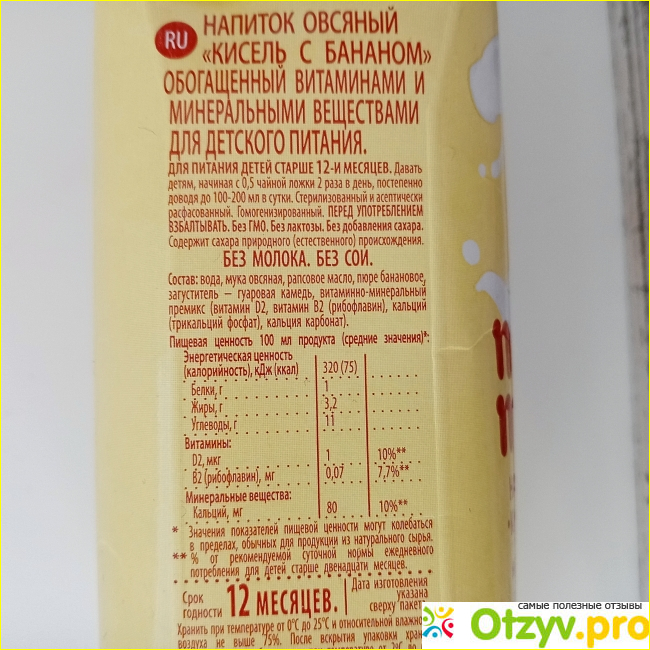 RU
НАПИТОК ОВСЯНЫЙ
«КИСЕЛЬ С БАНАНОМ»
ОБОГАЩЕННЫЙ ВИТАМИНАМИ И
МИНЕРАЛЬНЫМИ ВЕЩЕСТВАМИ
ДЛЯ ДЕТСКОГО ПИТАНИЯ.
ДЛЯ ПИТАНИЯ ДЕТЕЙ СТАРШЕ 12-И МЕСЯЦЕВ. Давать
детям, начиная с 0,5 чайной ложки 2 раза в день, постепенно
доводя до 100-200 мл в сутки. Стерилизованный и асептически
расфасованный. Гомогенизированный. ПЕРЕД УПОТРЕБЛЕНИЕМ
ВЗБАЛТЫВАТЬ. Без ГМО. Без лактозы. Без добавления сахара.
Содержит сахара природного (естественного) происхождения.
БЕЗ МОЛОКА. БЕЗ СОИ.
Состав: вода, мука овсяная, рапсовое масло, пюре банановое,
загуститель — гуаровая камедь, витаминно-минеральный
премикс (витамин D2, витамин В2 (рибофлавин), кальций
(трикальций фосфат), кальция карбонат).
Пищевая ценность 100 мл продукта (средние значения)*:
Энергетическая ценность
(калорийность), кДж (ккал) 320 (75)
Белки, г 1
Жиры, г 3,2
Углеводы, г 11
Витамины:
D2, мкг 1 10%**
В2 (рибофлавин), мг 0,07 7,7%**
Минеральные вещества:
Кальций, мг 80 10%**
* Значения показателей пищевой ценности могут колебаться
в пределах, обычных для продукции из натурального сырья.
** % от рекомендуемой суточной нормы ежедневного
потребления для детей старше двенадцати месяцев.
Срок годности 12 МЕСЯЦЕВ. Дата изготовления указана сверху пакета
Хранить при температуре от 0°С до 25°С и относительной влажно
воздуха не выше 75%. После вскрытия упаковки хран
самые полезные отзывы
Otzyv.pro